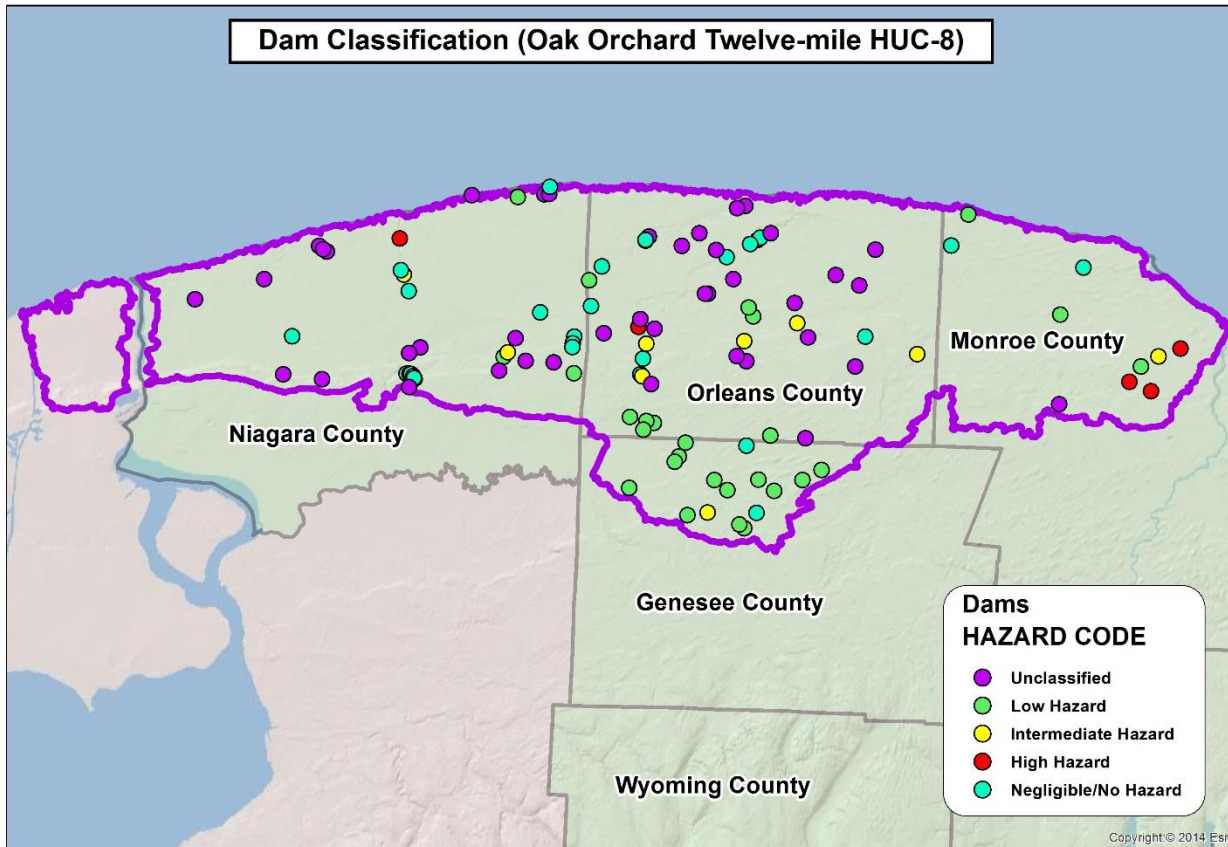 Dam Classification (Oak Orchard Twelve-mile HUC-8)
Monroe County
Orleans County
Niagara County
Genesee County
Wyoming County
Dams
HAZARD CODE
Unclassified
Low Hazard
Intermediate Hazard
High Hazard
Negligible/No Hazard
Copyright:© 2014 Esr